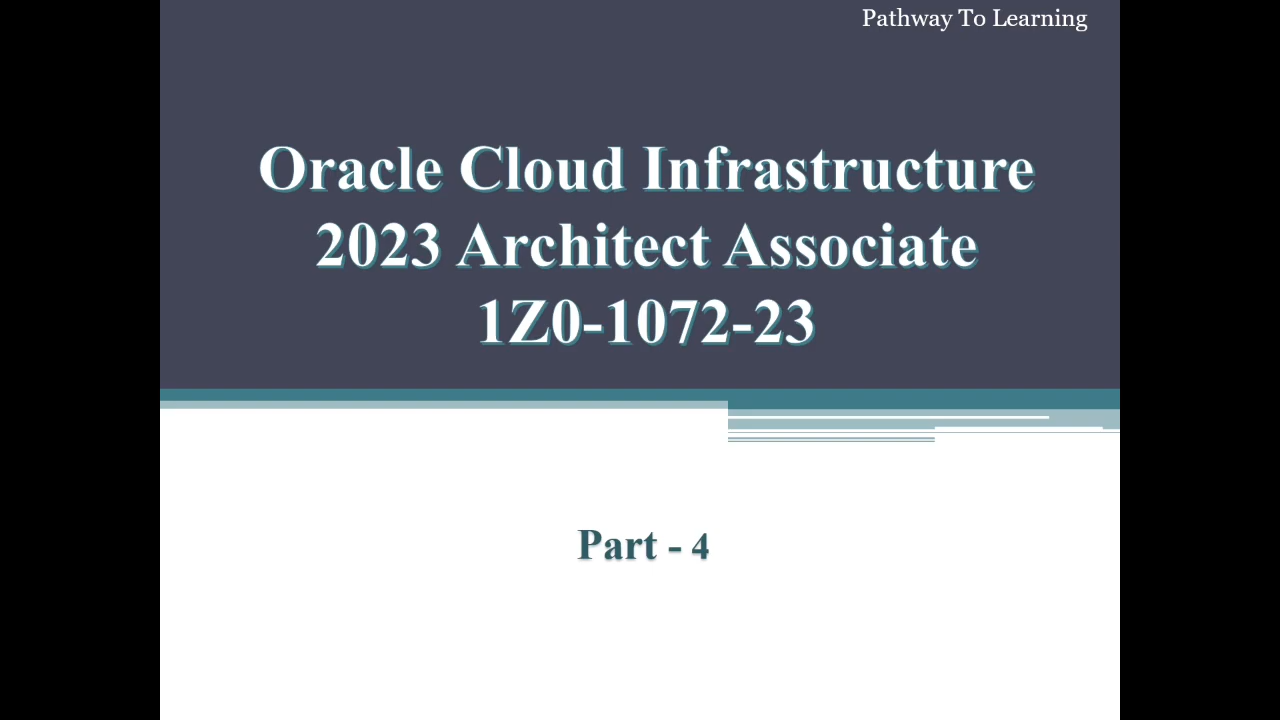 Pathway To Learning
Oracle Cloud Infrastructure
2023 Architect Associate
1Z0-1072-23
Part - 4